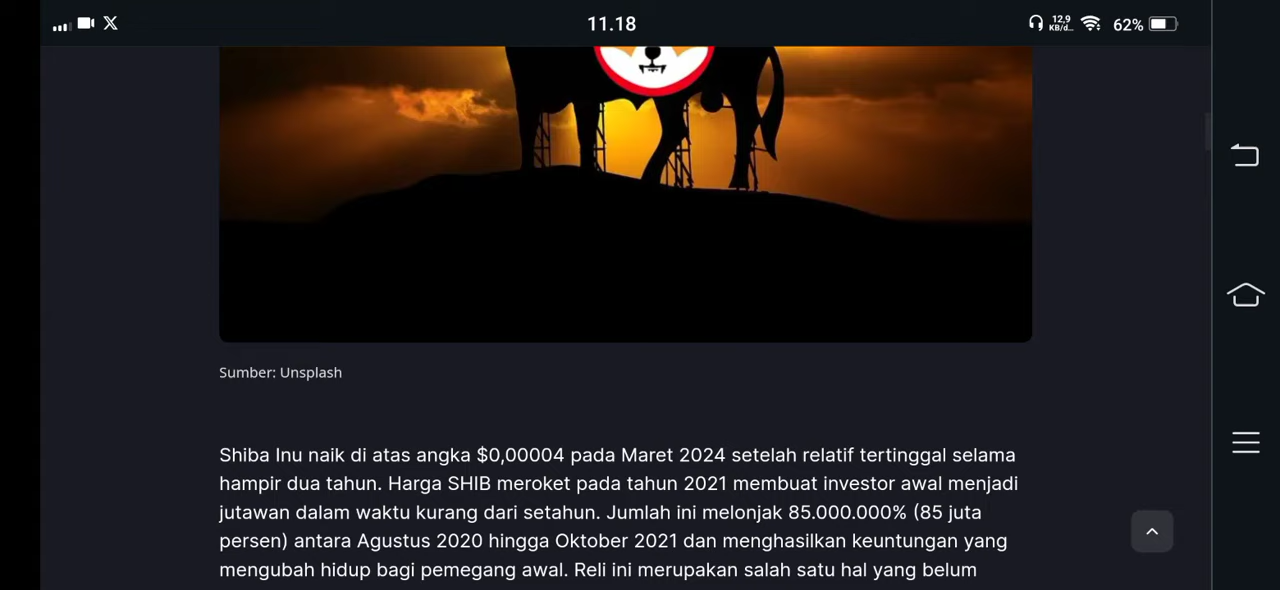 11.18
12,9
KB/d...
62%
Sumber: Unsplash
Shiba Inu naik di atas angka $0,00004 pada Maret 2024 setelah relatif tertinggal selama
hampir dua tahun. Harga SHIB meroket pada tahun 2021 membuat investor awal menjadi
jutawan dalam waktu kurang dari setahun. Jumlah ini melonjak 85.000.000% (85 juta
persen) antara Agustus 2020 hingga Oktober 2021 dan menghasilkan keuntungan yang
mengubah hidup bagi pemegang awal. Reli ini merupakan salah satu hal yang belum